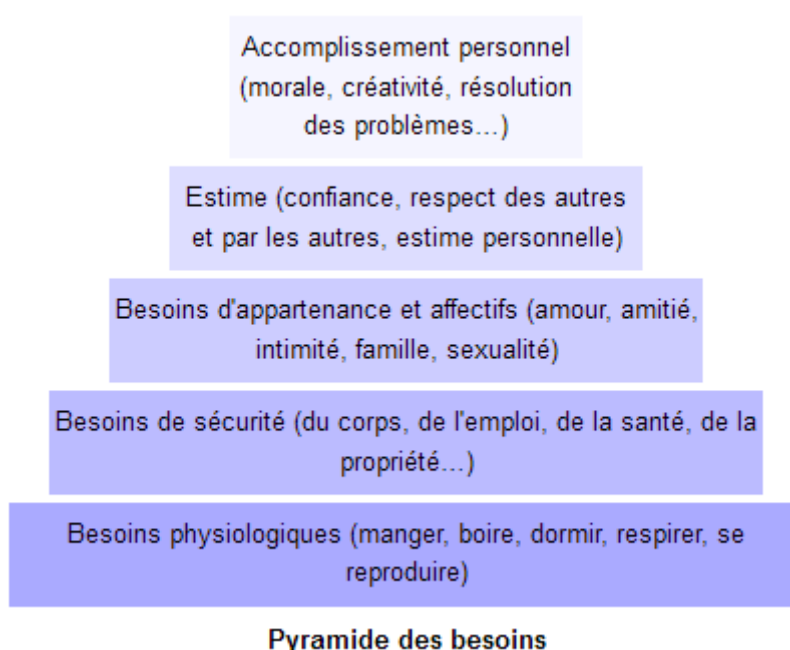 Accomplissement personnel
(morale, créativité, résolution
des problèmes...)
Estime (confiance, respect des autres
et par les autres, estime personnelle)
Besoins d'appartenance et affectifs (amour, amitié,
intimité, famille, sexualité)
Besoins de sécurité (du corps, de l'emploi, de la santé, de la
propriété...)
Besoins physiologiques (manger, boire, dormir, respirer, se
reproduire)
Pyramide des besoins